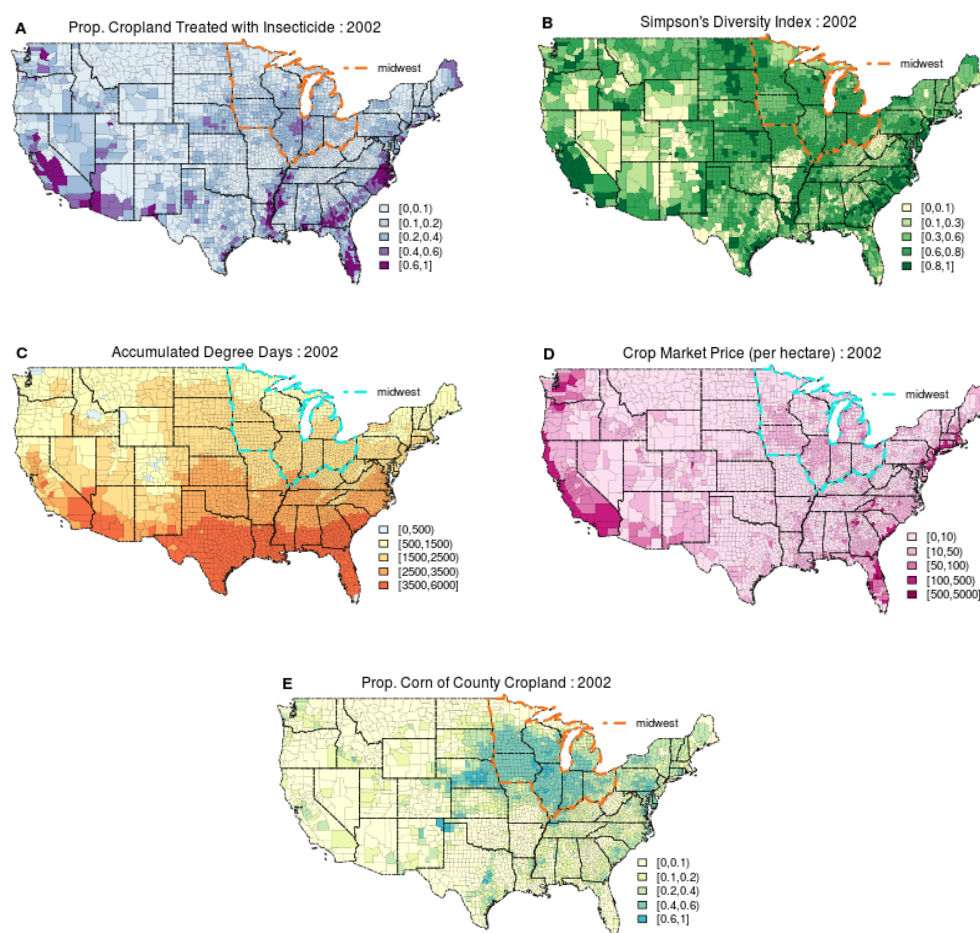 A Prop. Cropland Treated with Insecticide : 2002
midwest
[0,0.1)
[0.1,0.2)
[0.2,0.4)
[0.4,0.6)
[0.6,1]
B Simpson's Diversity Index : 2002
midwest
[0,0.1)
[0.1,0.3)
[0.3,0.6)
[0.6,0.8)
[0.8,1]
C Accumulated Degree Days : 2002
midwest
[0,500)
[500,1500)
[1500,2500)
[2500,3500)
[3500,6000]
D Crop Market Price (per hectare) : 2002
midwest
[0,10)
[10,50)
[50,100)
[100,500)
[500,5000]
E Prop. Corn of County Cropland : 2002
midwest
[0,0.1)
[0.1,0.2)
[0.2,0.4)
[0.4,0.6)
[0.6,1]